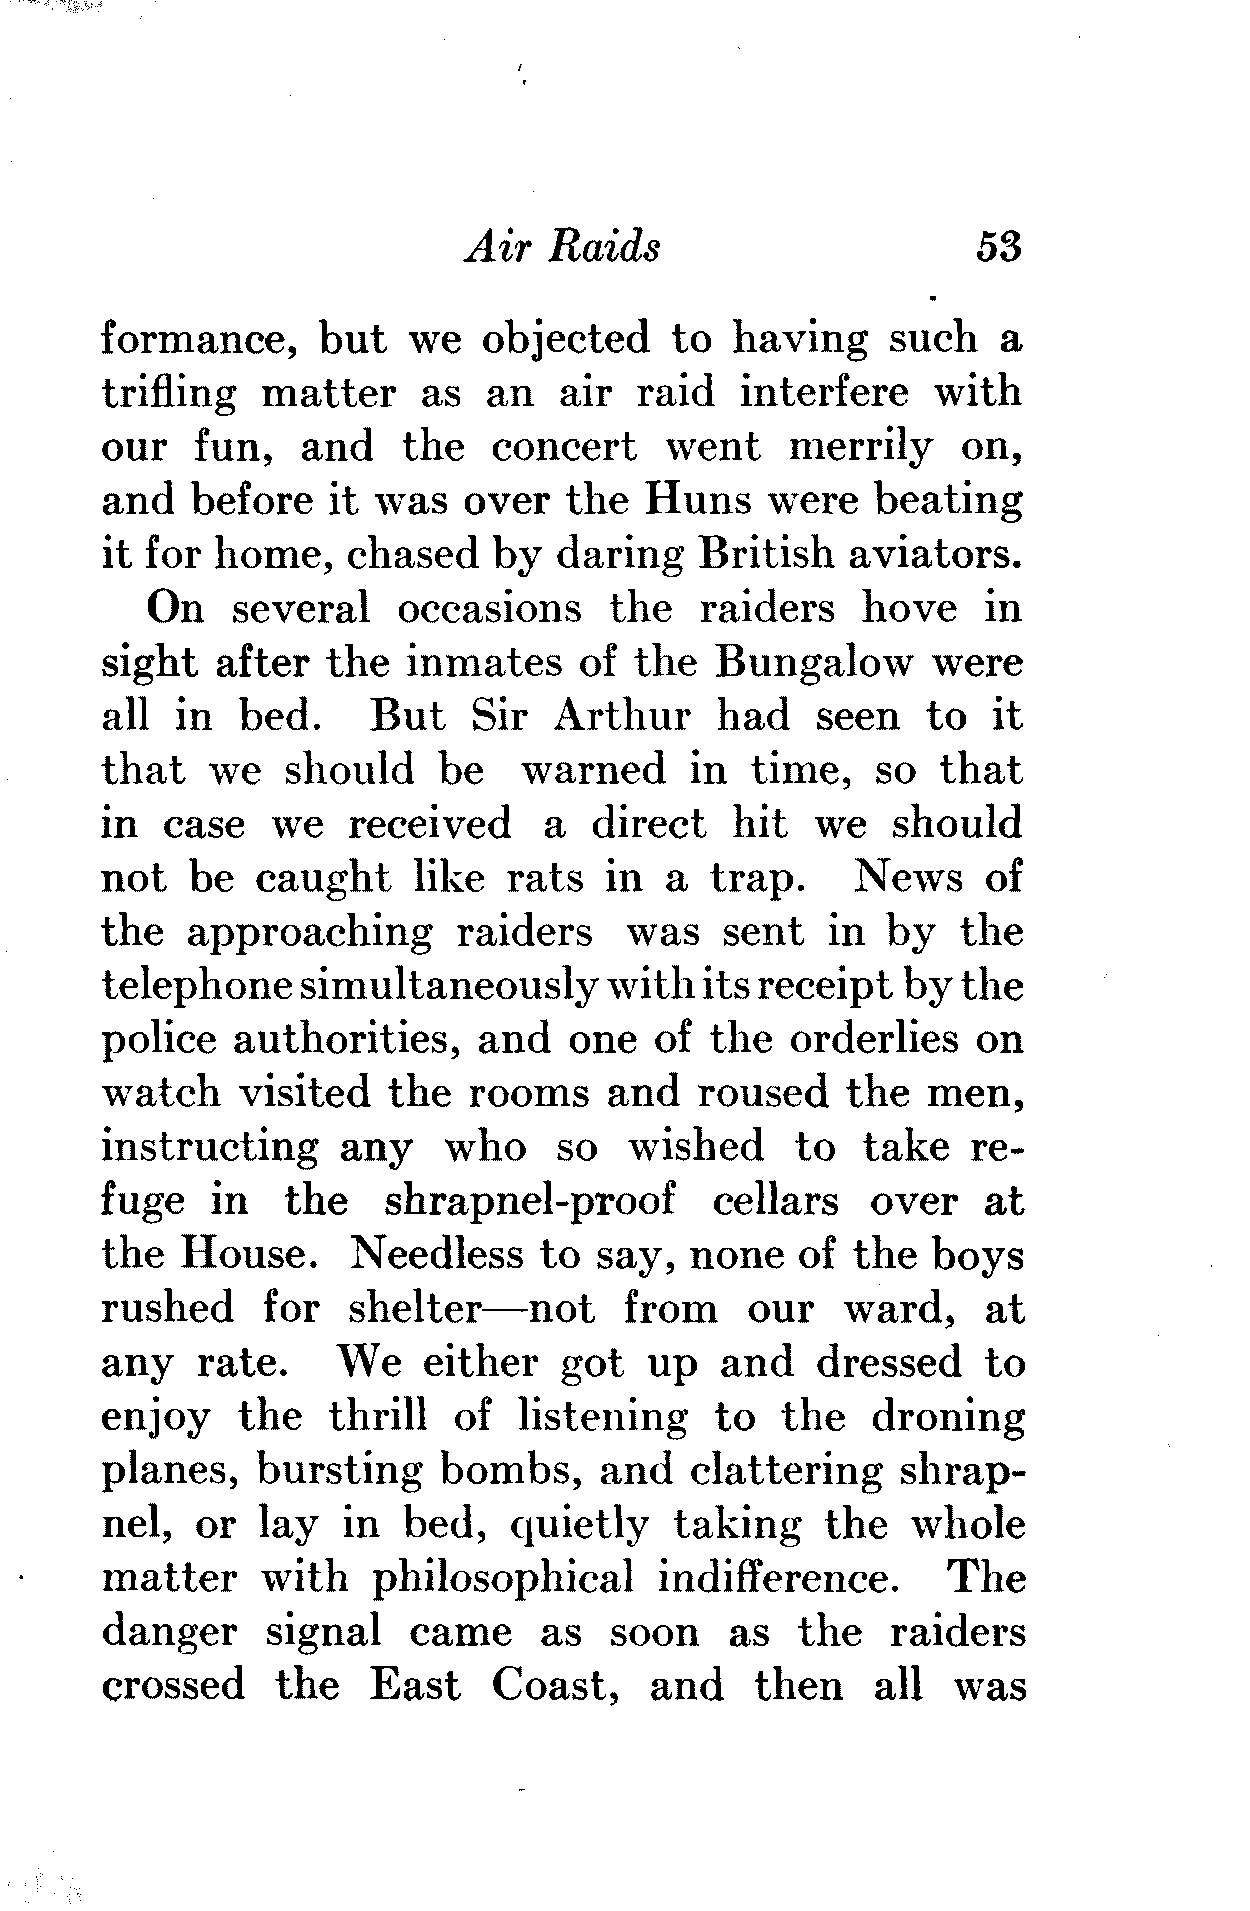 Air Raids 53
formance, but we objected to having such a
trifling matter as an air raid interfere with
our fun, and the concert went merrily on,
and before it was over the Huns were beating
it for home, chased by daring British aviators.
On several occasions the raiders hove in
sight after the inmates of the Bungalow were
all in bed. But Sir Arthur had seen to it
that we should be warned in time, so that
in case we received a direct hit we should
not be caught like rats in a trap. News of
the approaching raiders was sent in by the
telephone simultaneously with its receipt by the
police authorities, and one of the orderlies on
watch visited the rooms and roused the men,
instructing any who so wished to take re-
fuge in the shrapnel-proof cellars over at
the House. Needless to say, none of the boys
rushed for shelter—not from our ward, at
any rate. We either got up and dressed to
enjoy the thrill of listening to the droning
planes, bursting bombs, and clattering shrap-
nel, or lay in bed, quietly taking the whole
matter with philosophical indifference. The
danger signal came as soon as the raiders
crossed the East Coast, and then all was